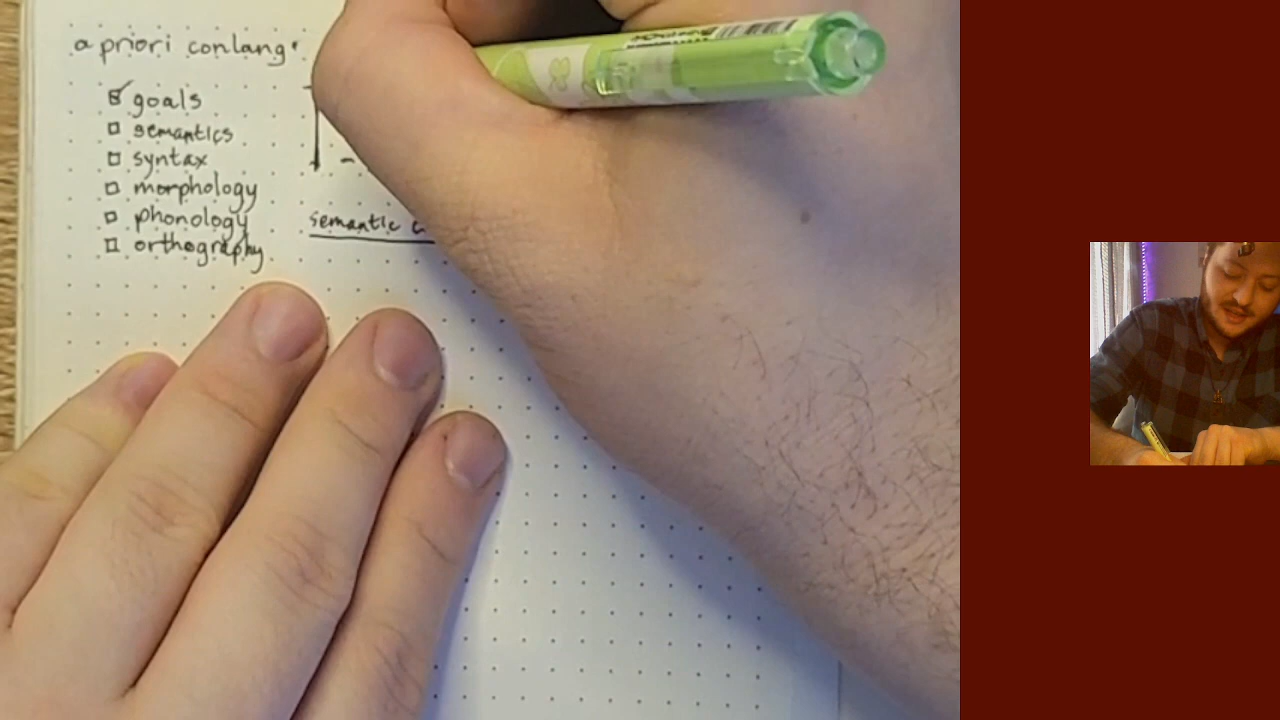 a priori conlang
goals
semantics
syntax
morphology
phonology
orthography
semantic